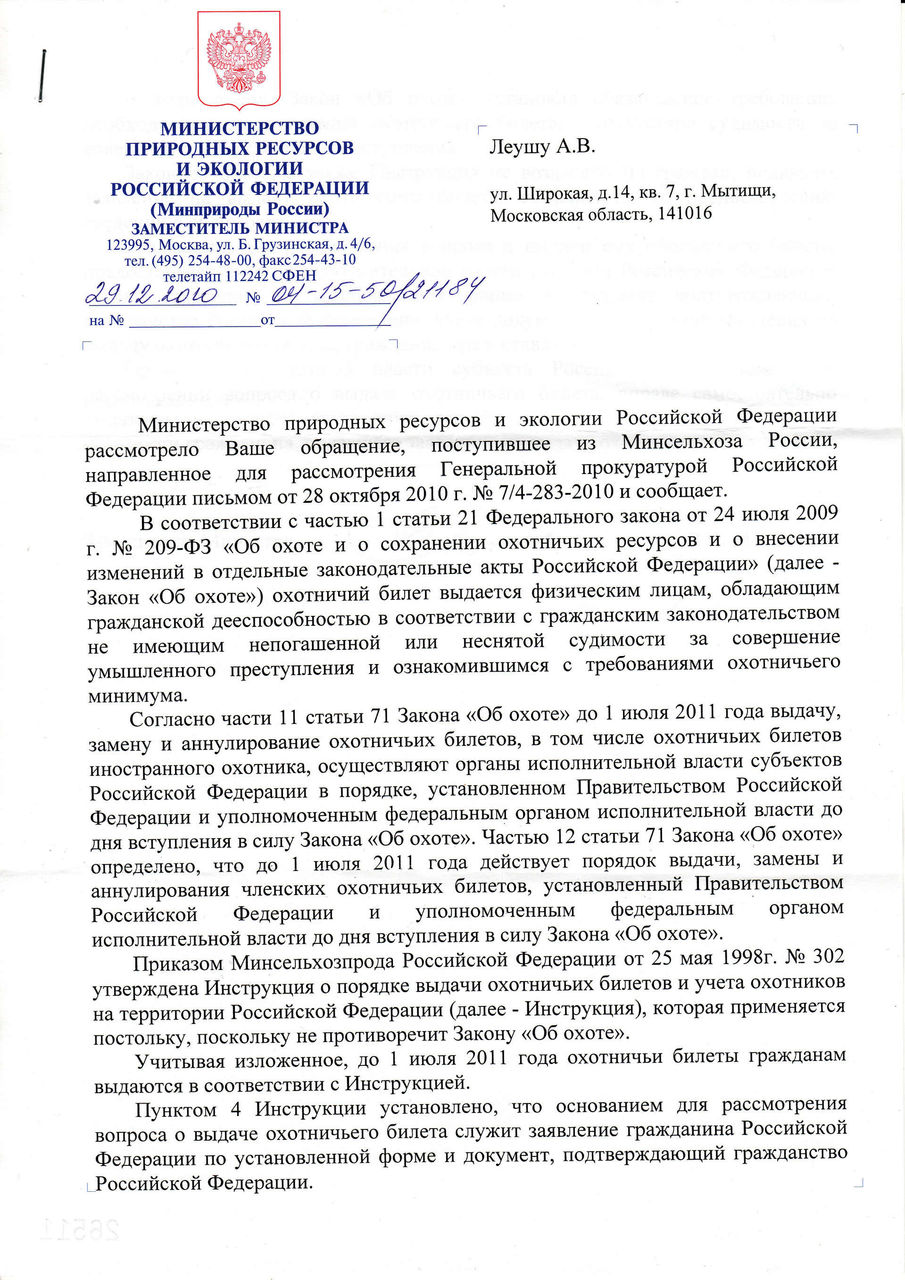 МИНИСТЕРСТВО
ПРИРОДНЫХ РЕСУРСОВ
И ЭКОЛОГИИ
РОССИЙСКОЙ ФЕДЕРАЦИИ
(Минприроды России)
ЗАМЕСТИТЕЛЬ МИНИСТРА
123995, Москва, ул. Б. Грузинская, д. 4/6,
тел. (495) 254-48-00, факс 254-43-10
телетайп 112242 СФЕН
29.12.2010 № 04-15-50/21184
на № от
Леушу А.В.
ул. Широкая, д.14, кв. 7, г. Мытищи,
Московская область, 141016
Министерство природных ресурсов и экологии Российской Федерации
рассмотрело Ваше обращение, поступившее из Минсельхоза России,
направленное для рассмотрения Генеральной прокуратурой Российской
Федерации письмом от 28 октября 2010 г. № 7/4-283-2010 и сообщает.
В соответствии с частью 1 статьи 21 Федерального закона от 24 июля 2009
г. № 209-ФЗ «Об охоте и о сохранении охотничьих ресурсов и о внесении
изменений в отдельные законодательные акты Российской Федерации» (далее -
Закон «Об охоте») охотничий билет выдается физическим лицам, обладающим
гражданской дееспособностью в соответствии с гражданским законодательством
не имеющим непогашенной или неснятой судимости за совершение
умышленного преступления и ознакомившимся с требованиями охотничьего
минимума.
Согласно части 11 статьи 71 Закона «Об охоте» до 1 июля 2011 года выдачу,
замену и аннулирование охотничьих билетов, в том числе охотничьих билетов
иностранного охотника, осуществляют органы исполнительной власти субъектов
Российской Федерации в порядке, установленном Правительством Российской
Федерации и уполномоченным федеральным органом исполнительной власти до
дня вступления в силу Закона «Об охоте». Частью 12 статьи 71 Закона «Об охоте»
определено, что до 1 июля 2011 года действует порядок выдачи, замены и
аннулирования членских охотничьих билетов, установленный Правительством
Российской Федерации и уполномоченным федеральным органом
исполнительной власти до дня вступления в силу Закона «Об охоте».
Приказом Минсельхозпрода Российской Федерации от 25 мая 1998г. № 302
утверждена Инструкция о порядке выдачи охотничьих билетов и учета охотников
на территории Российской Федерации (далее - Инструкция), которая применяется
постольку, поскольку не противоречит Закону «Об охоте».
Учитывая изложенное, до 1 июля 2011 года охотничьи билеты гражданам
выдаются в соответствии с Инструкцией.
Пунктом 4 Инструкции установлено, что основанием для рассмотрения
вопроса о выдаче охотничьего билета служит заявление гражданина Российской
Федерации по установленной форме и документ, подтверждающий гражданство
Российской Федерации.